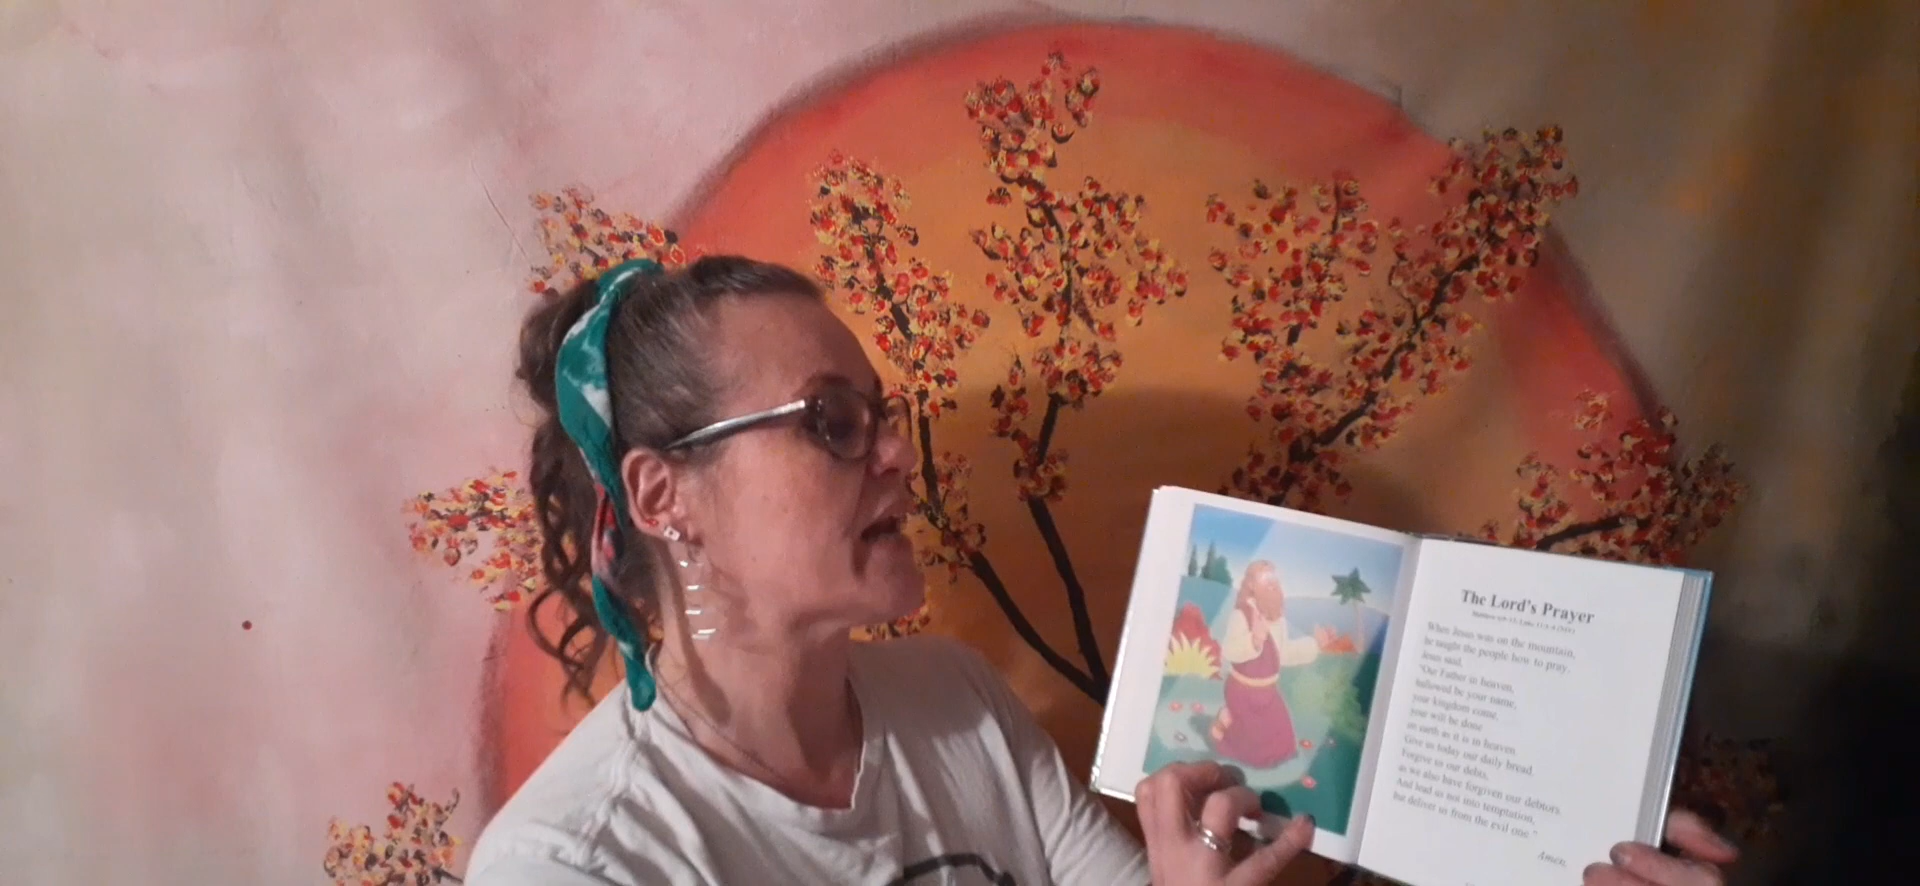 The Lord's Prayer
When Jesus was on the mountain,
he taught the people how to pray.
Jesus said,
"Our Father in heaven,
hallowed be your name,
your kingdom come,
your will be done
on earth as it is in heaven.
Give us today our daily bread.
Forgive us our debts,
as we also have forgiven our debtors.
And lead us not into temptation,
but deliver us from the evil one."
Amen.